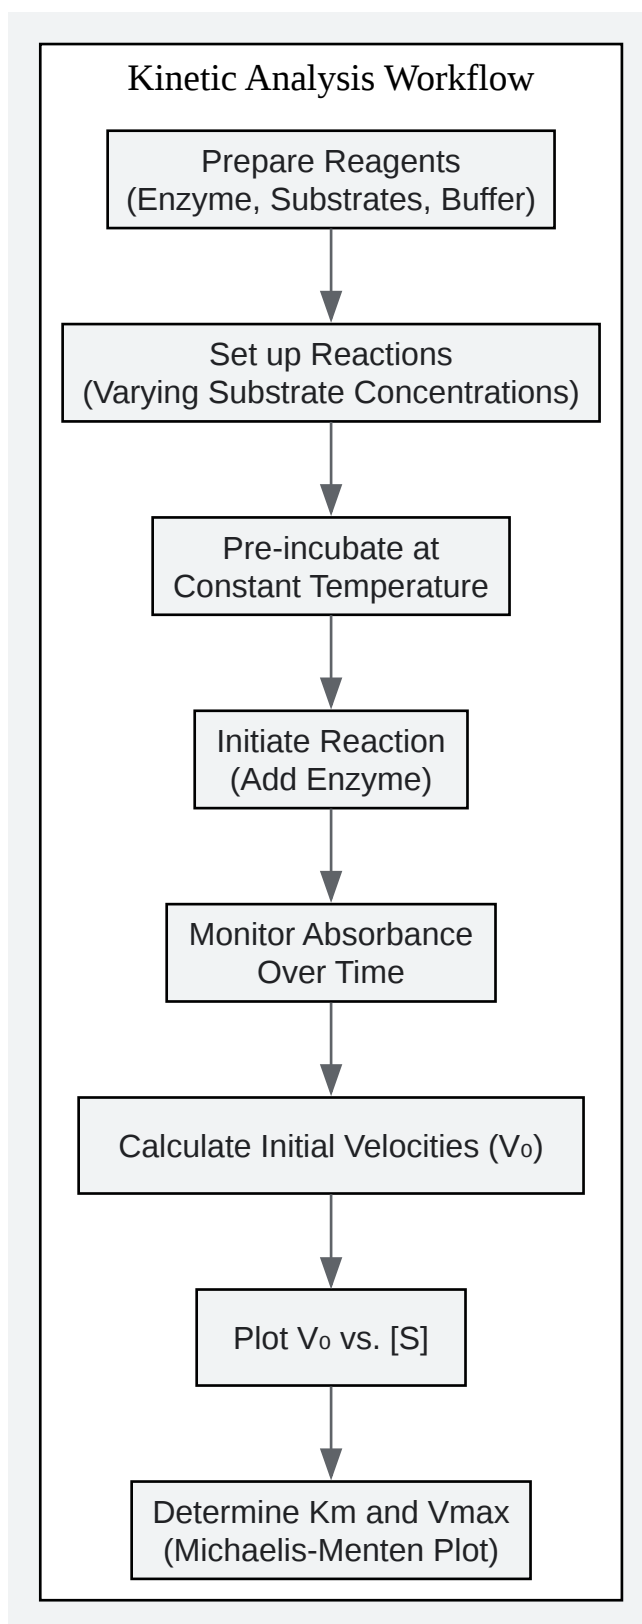 Kinetic Analysis Workflow
Prepare Reagents
(Enzyme, Substrates, Buffer)
Set up Reactions
(Varying Substrate Concentrations)
Pre-incubate at
Constant Temperature
Initiate Reaction
(Add Enzyme)
Monitor Absorbance
Over Time
Calculate Initial Velocities (V₀)
Plot V₀ vs. [S]
Determine Km and Vmax
(Michaelis-Menten Plot)